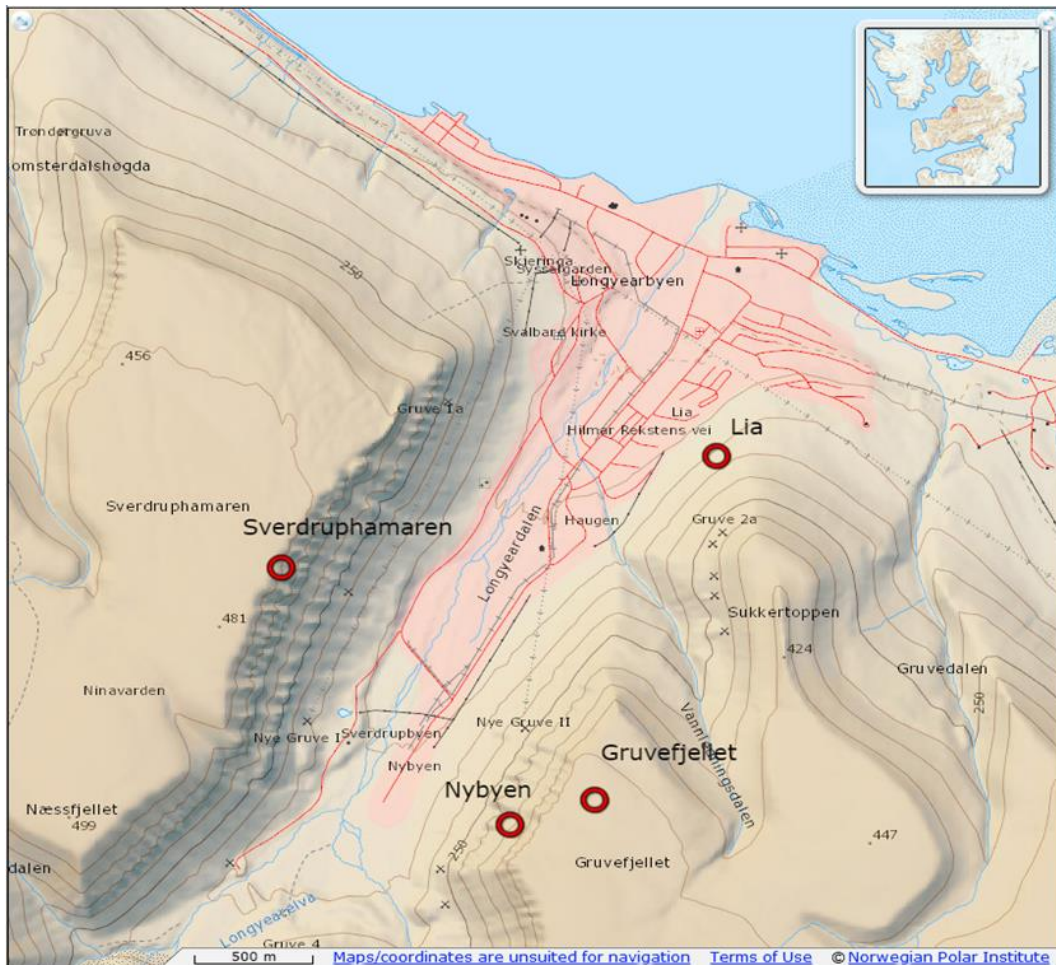 Trøndergruva
omsterdalshøgda
250
Skjeringa
Sysselgarden
Longyearbyen
Svalbard kirke
456
Gruve 1a
Lia
Hilmar Rekstens vei
Lia
Sverdruphamaren
Sverdruphamaren
Haugen
Gruve 2a
Longyeardalen
Sukkertoppen
481
424
Gruvedalen
Ninavarden
250
Vannledningsdalen
Nye Gruve I
Sverdrupbyen
Nye Gruve II
Nybyen
Gruvefjellet
Nybyen
Næssfjellet
499
447
250
Gruvefjellet
dalen
Longyearelva
Gruve 4
500 m
Maps/coordinates are unsuited for navigation Terms of Use © Norwegian Polar Institute